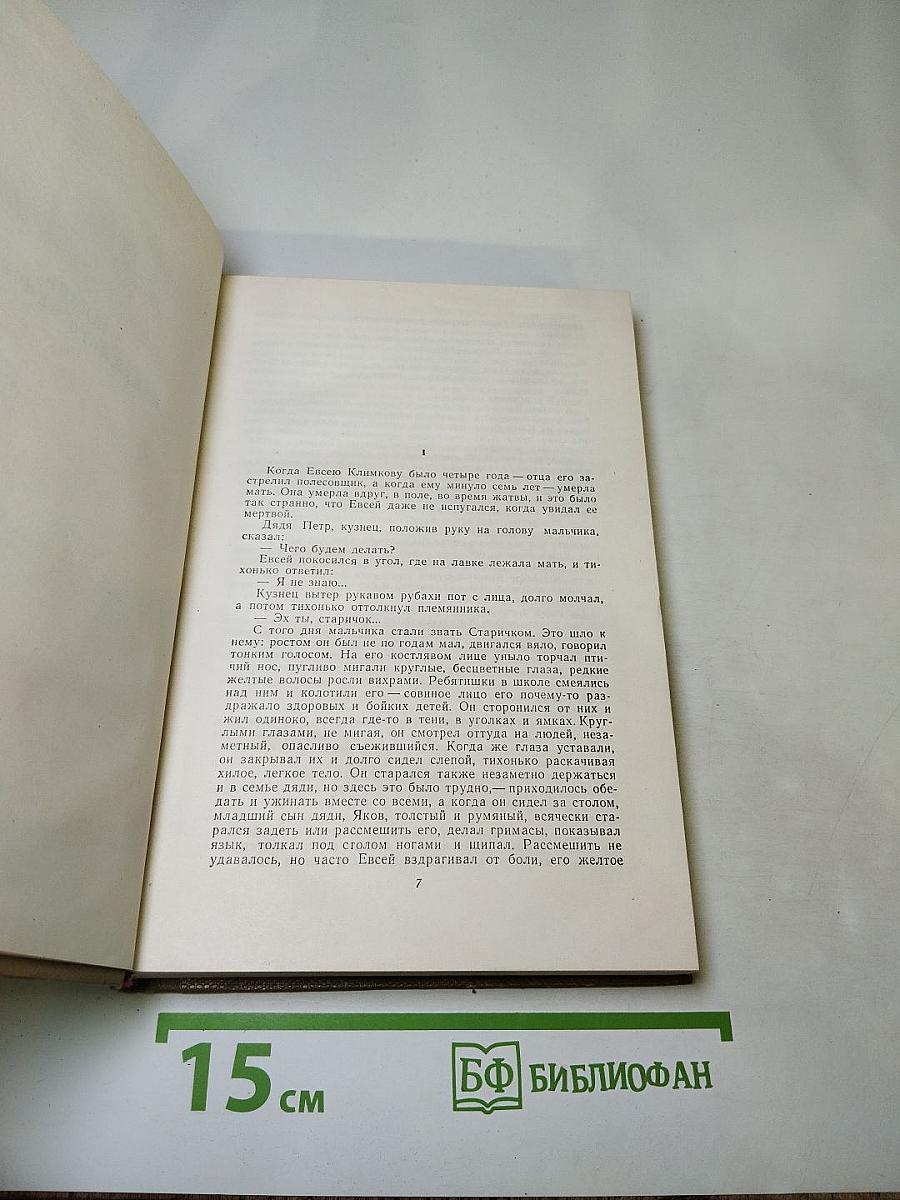 I
Когда Евсею Климкову было четыре года — отца его за-
стрелил полесовщик, а когда ему минуло семь лет — умерла
мать. Она умерла вдруг, в поле, во время жатвы, и это было
так странно, что Евсей даже не испугался, когда увидал ее
мертвой.
Дядя Петр, кузнец, положив руку на голову мальчика,
сказал:
— Чего будем делать?
Евсей покосился в угол, где на лавке лежала мать, и ти-
хонько ответил:
— Я не знаю...
Кузнец вытер рукавом рубахи пот с лица, долго молчал,
а потом тихонько оттолкнул племянника.
— Эх ты, старичок...
С того дня мальчика стали звать Старичком. Это шло к
нему: ростом он был не по годам мал, двигался вяло, говорил
тонким голосом. На его костлявом лице уныло торчал пти-
чий нос, пугливо мигали круглые, бесцветные глаза, редкие
желтые волосы росли вихрами. Ребятишки в школе смеялись
над ним и колотили его — совиное лицо его почему-то раз-
дражало здоровых и бойких детей. Он сторонился от них и
жил одиноко, всегда где-то в тени, в уголках и ямках. Круг-
лыми глазами, не мигая, он смотрел оттуда на людей, неза-
метный, опасливо съежившийся. Когда же глаза уставали,
он закрывал их и долго сидел слепой, тихонько раскачивая
хилое, легкое тело. Он старался также незаметно держаться
и в семье дяди, но здесь это было трудно,— приходилось обе-
дать и ужинать вместе со всеми, а когда он сидел за столом,
младший сын дяди, Яков, толстый и румяный, всячески ста-
рался задеть или рассмешить его, делал гримасы, показывал
язык, толкал под столом ногами и щипал. Рассмешить не
удавалось, но часто Евсей вздрагивал от боли, его желтое
7
15 см
БФ БИБЛИОФАН